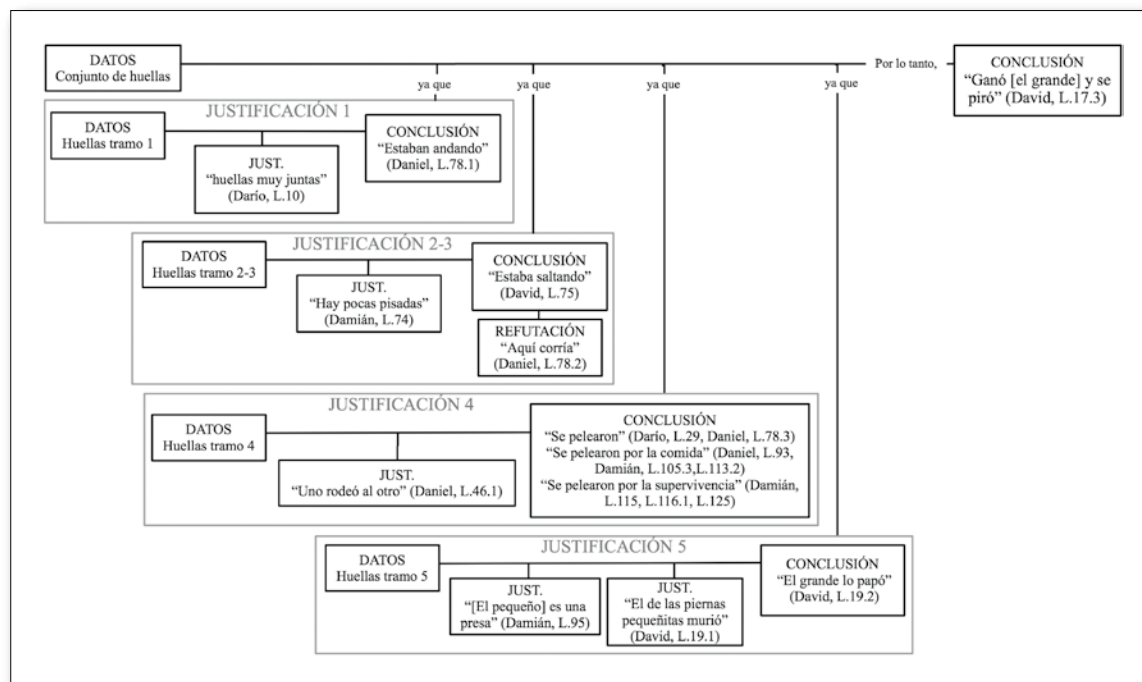 DATOS
Conjunto de huellas
Por lo tanto,
CONCLUSIÓN
“Ganó [el grande] y se
piró” (David, L.17.3)
ya que
ya que
ya que
ya que
JUSTIFICACIÓN 1
DATOS
Huellas tramo 1
JUST.
“huellas muy juntas”
(Darío, L.10)
CONCLUSIÓN
“Estaban andando”
(Daniel, L.78.1)
JUSTIFICACIÓN 2-3
DATOS
Huellas tramo 2-3
JUST.
“Hay pocas pisadas”
(Damián, L.74)
CONCLUSIÓN
“Estaba saltando”
(David, L.75)
REFUTACIÓN
“Aquí corría”
(Daniel, L.78.2)
JUSTIFICACIÓN 4
DATOS
Huellas tramo 4
JUST.
“Uno rodeó al otro” (Daniel, L.46.1)
CONCLUSIÓN
“Se pelearon” (Darío, L.29, Daniel, L.78.3)
“Se pelearon por la comida” (Daniel, L.93,
Damián, L.105.3,L.113.2)
“Se pelearon por la supervivencia” (Damián,
L.115, L.116.1, L.125)
JUSTIFICACIÓN 5
DATOS
Huellas tramo 5
JUST.
“[El pequeño] es una
presa” (Damián, L.95)
JUST.
“El de las piernas
pequeñitas murió”
(David, L.19.1)
CONCLUSIÓN
“El grande lo papó”
(David, L.19.2)